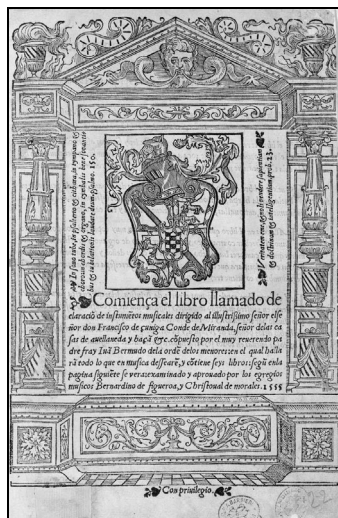 Comiença el libro llamado de
claraciõ de instumẽtos musicales dirigido al illustrissimo señor el se
ñor don Francisco de çuniga Conde de Miranda, señor delas ca
sas de auellaneda y baçã &c. cõpuesto por el muy reuerendo pa
dre fray Iuã Bermudo dela ordẽ delos menores: en el qual halla
rã todo lo que en musica dessearẽ, y cõtiene seys libros: segũ enla
pagina siguiẽte se vera: examinado y aprouado por los egregios
musicos Bernardino de figueroa, y Christoual de morales. 1555
Con priuilegio.